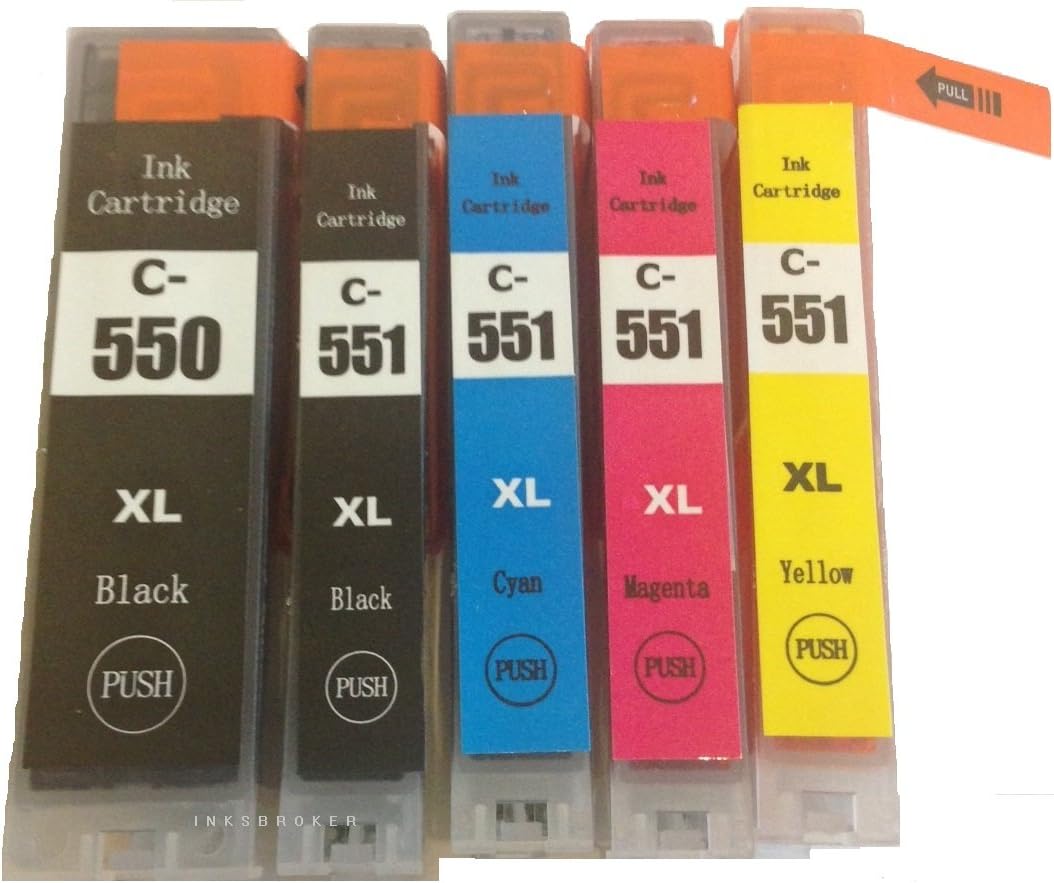 PULL
Ink
Cartridge
C-
550
XL
Black
PUSH
Ink
Cartridge
C-
551
XL
Black
PUSH
Ink
Cartridge
C-
551
XL
Cyan
PUSH
Ink
Cartridge
C-
551
XL
Magenta
PUSH
Ink
Cartridge
C-
551
XL
Yellow
PUSH
INKSBROKER